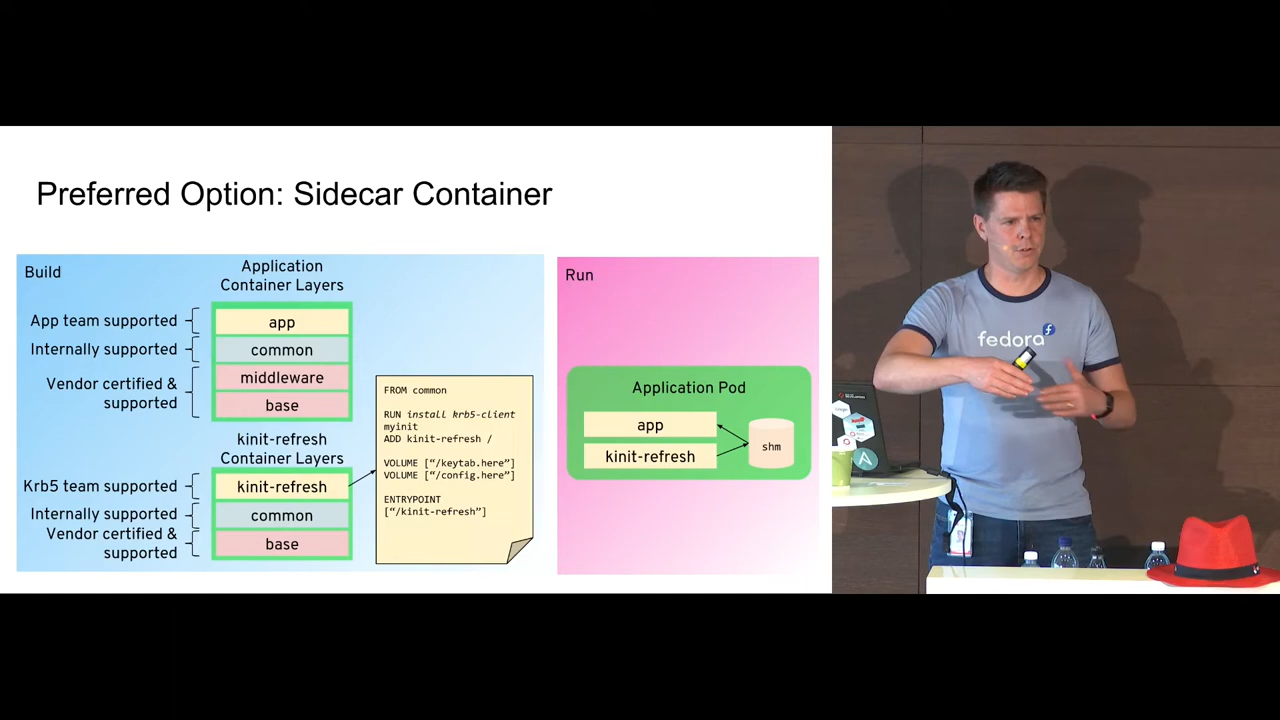 Preferred Option: Sidecar Container
Build
Application
Container Layers
App team supported
app
Internally supported
common
Vendor certified &
supported
middleware
base
kinit-refresh
Container Layers
Krb5 team supported
kinit-refresh
Internally supported
common
Vendor certified &
supported
base
FROM common
RUN install krb5-client
myinit
ADD kinit-refresh /
VOLUME [“/keytab.here”]
VOLUME [“/config.here”]
ENTRYPOINT
[“/kinit-refresh”]
Run
Application Pod
app
kinit-refresh
shm
fedora